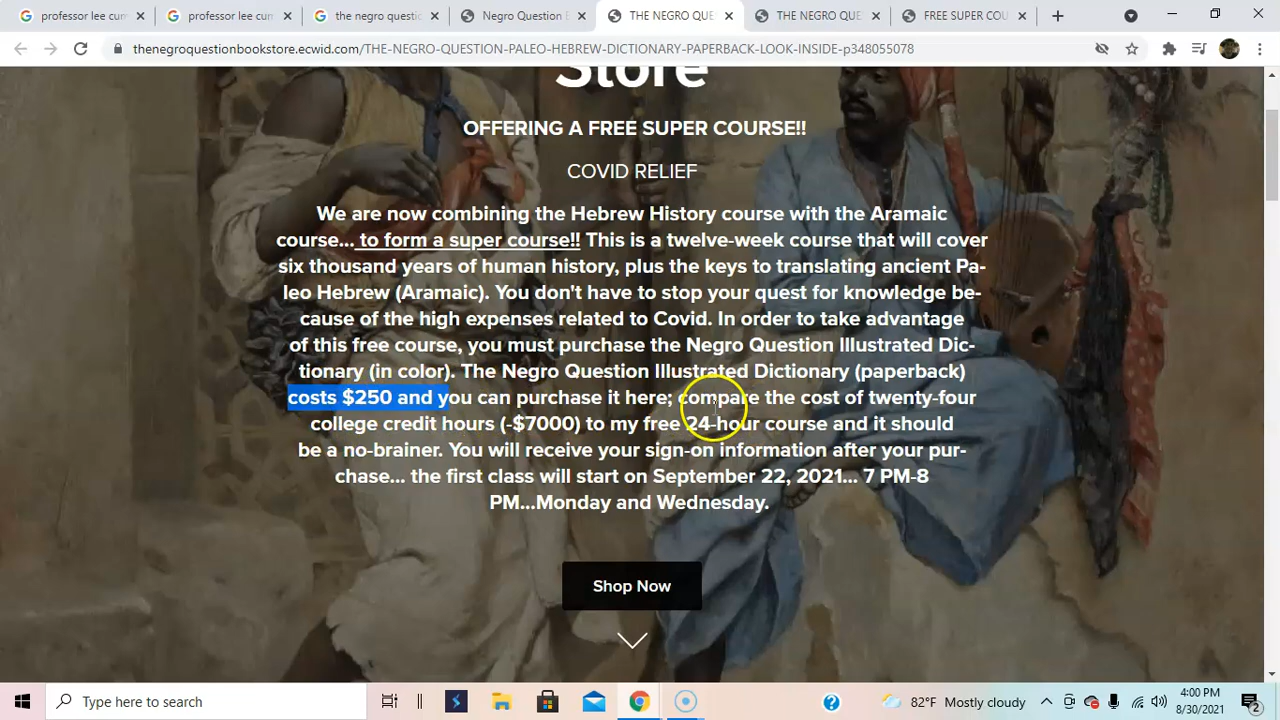 professor lee cum
professor lee cum
the negro questio
Negro Question E
THE NEGRO QUE
THE NEGRO QUE
FREE SUPER COU
thenegroquestionbookstore.ecwid.com/THE-NEGRO-QUESTION-PALEO-HEBREW-DICTIONARY-PAPERBACK-LOOK-INSIDE-p348055078
Store
OFFERING A FREE SUPER COURSE!!
COVID RELIEF
We are now combining the Hebrew History course with the Aramaic
course... to form a super course!! This is a twelve-week course that will cover
six thousand years of human history, plus the keys to translating ancient Pa-
leo Hebrew (Aramaic). You don't have to stop your quest for knowledge be-
cause of the high expenses related to Covid. In order to take advantage
of this free course, you must purchase the Negro Question Illustrated Dic-
tionary (in color). The Negro Question Illustrated Dictionary (paperback)
costs $250 and you can purchase it here; compare the cost of twenty-four
college credit hours (-$7000) to my free 24-hour course and it should
be a no-brainer. You will receive your sign-on information after your pur-
chase... the first class will start on September 22, 2021... 7 PM-8
PM...Monday and Wednesday.
Shop Now
Type here to search
82°F Mostly cloudy
4:00 PM
8/30/2021
2